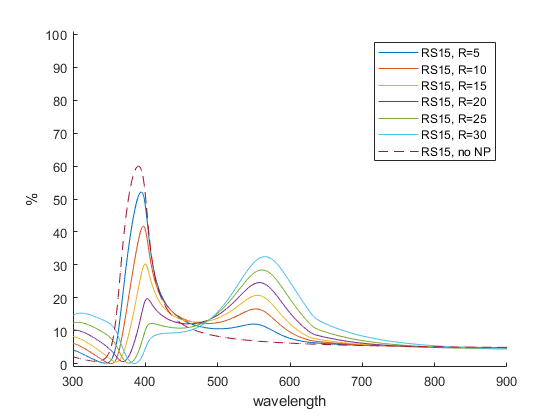 100
90
80
70
60
50
40
30
20
10
0
%
300
400
500
600
700
800
900
wavelength
RS15, R=5
RS15, R=10
RS15, R=15
RS15, R=20
RS15, R=25
RS15, R=30
RS15, no NP